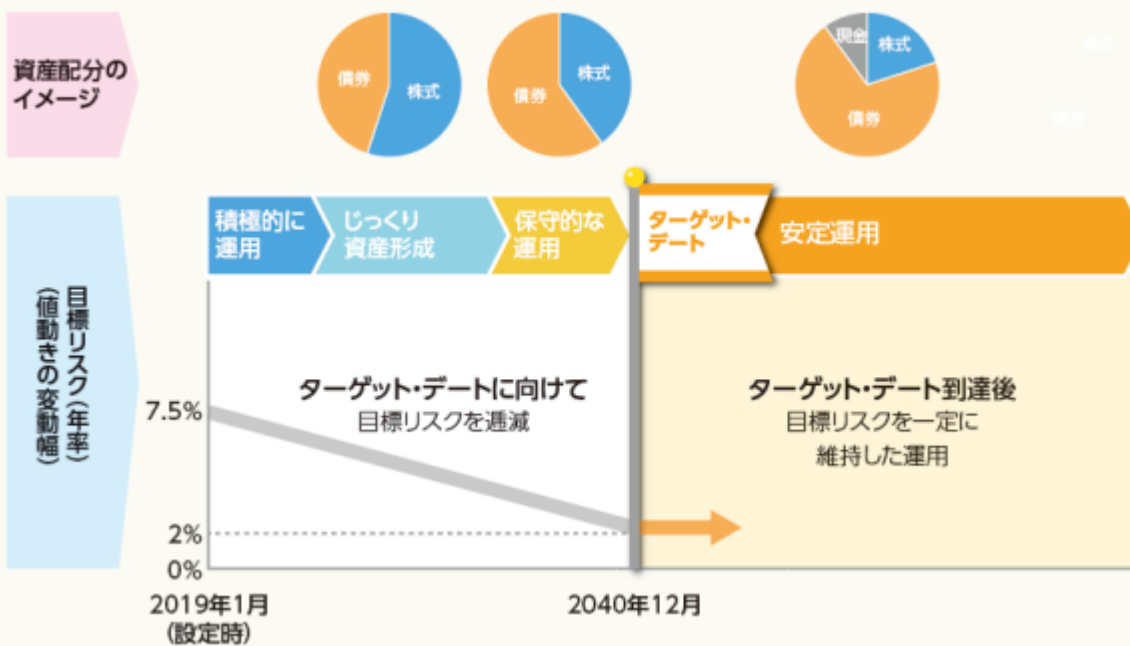 資産配分の
イメージ
債券
株式
債券
株式
現金
株式
債券
積極的に
運用
じっくり
資産形成
保守的な
運用
ターゲット・
デート
安定運用
目標リスク(年率)
(値動きの変動幅)
ターゲット・デートに向けて
目標リスクを逓減
ターゲット・デート到達後
目標リスクを一定に
維持した運用
7.5%
2%
0%
2019年1月
(設定時)
2040年12月